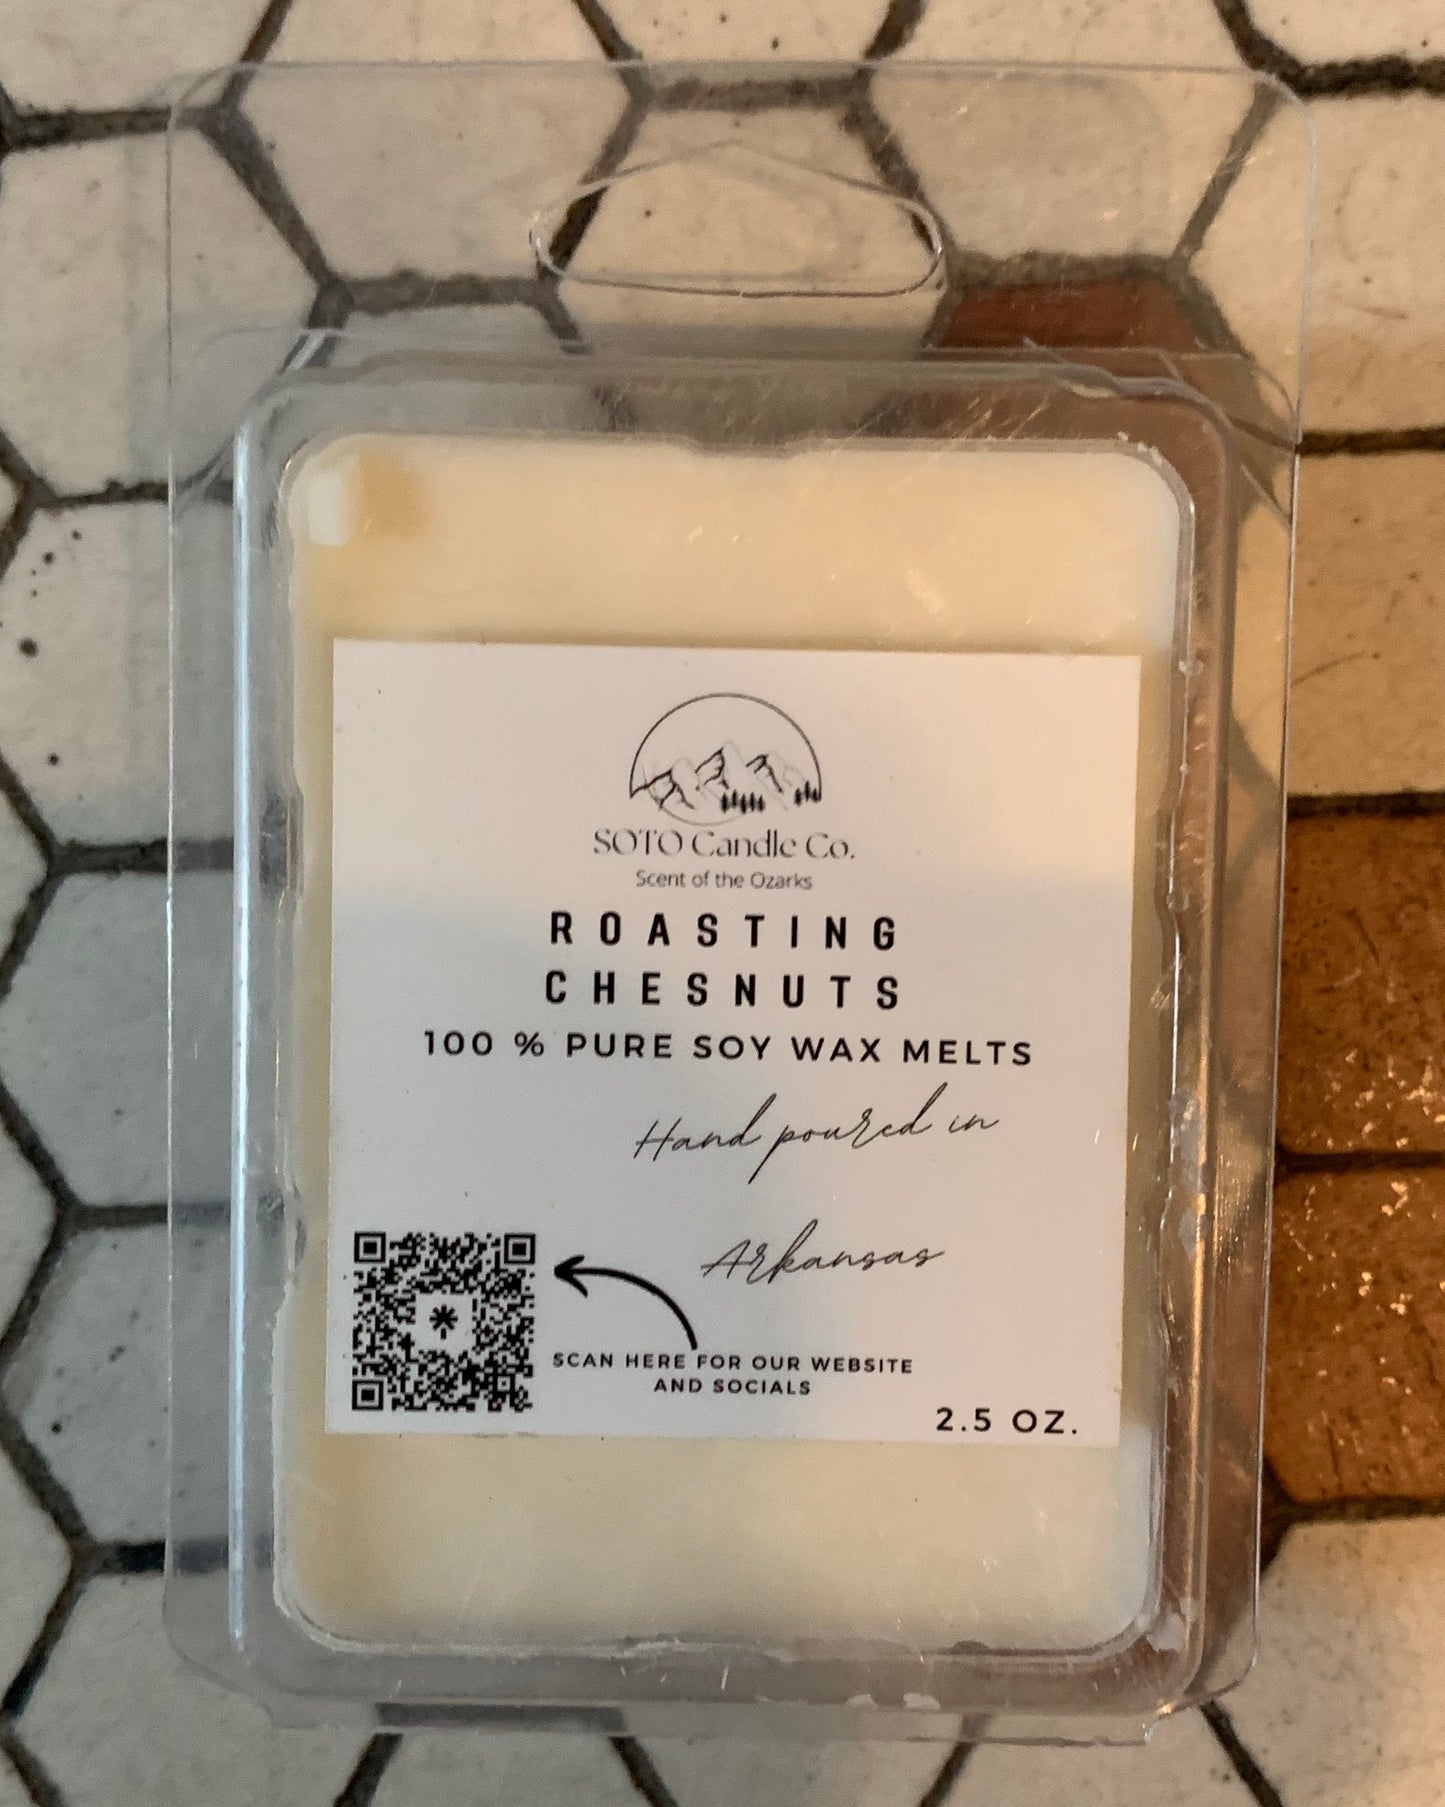 SOTO Candle Co.
Scent of the Ozarks
ROASTING
CHESNUTS
100 % PURE SOY WAX MELTS
Hand poured in
Arkansas
SCAN HERE FOR OUR WEBSITE
AND SOCIALS
2.5 OZ.